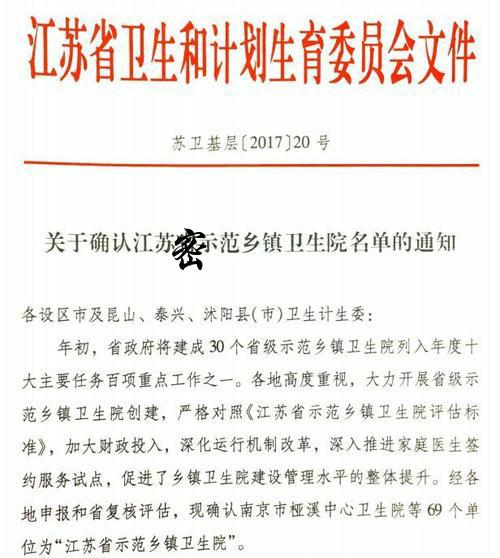 江苏省卫生和计划生育委员会文件
苏卫基层〔2017〕20号
关于确认江苏密示范乡镇卫生院名单的通知
各设区市及昆山、泰兴、沭阳县(市)卫生计生委：
年初，省政府将建成30个省级示范乡镇卫生院列入年度十
大主要任务百项重点工作之一。各地高度重视，大力开展省级示
范乡镇卫生院创建，严格对照《江苏省示范乡镇卫生院评估标
准》，加大财政投入，深化运行机制改革，深入推进家庭医生签
约服务试点，促进了乡镇卫生院建设管理水平的整体提升。经各
地申报和省复核评估，现确认南京市桠溪中心卫生院等69个单
位为“江苏省示范乡镇卫生院”。